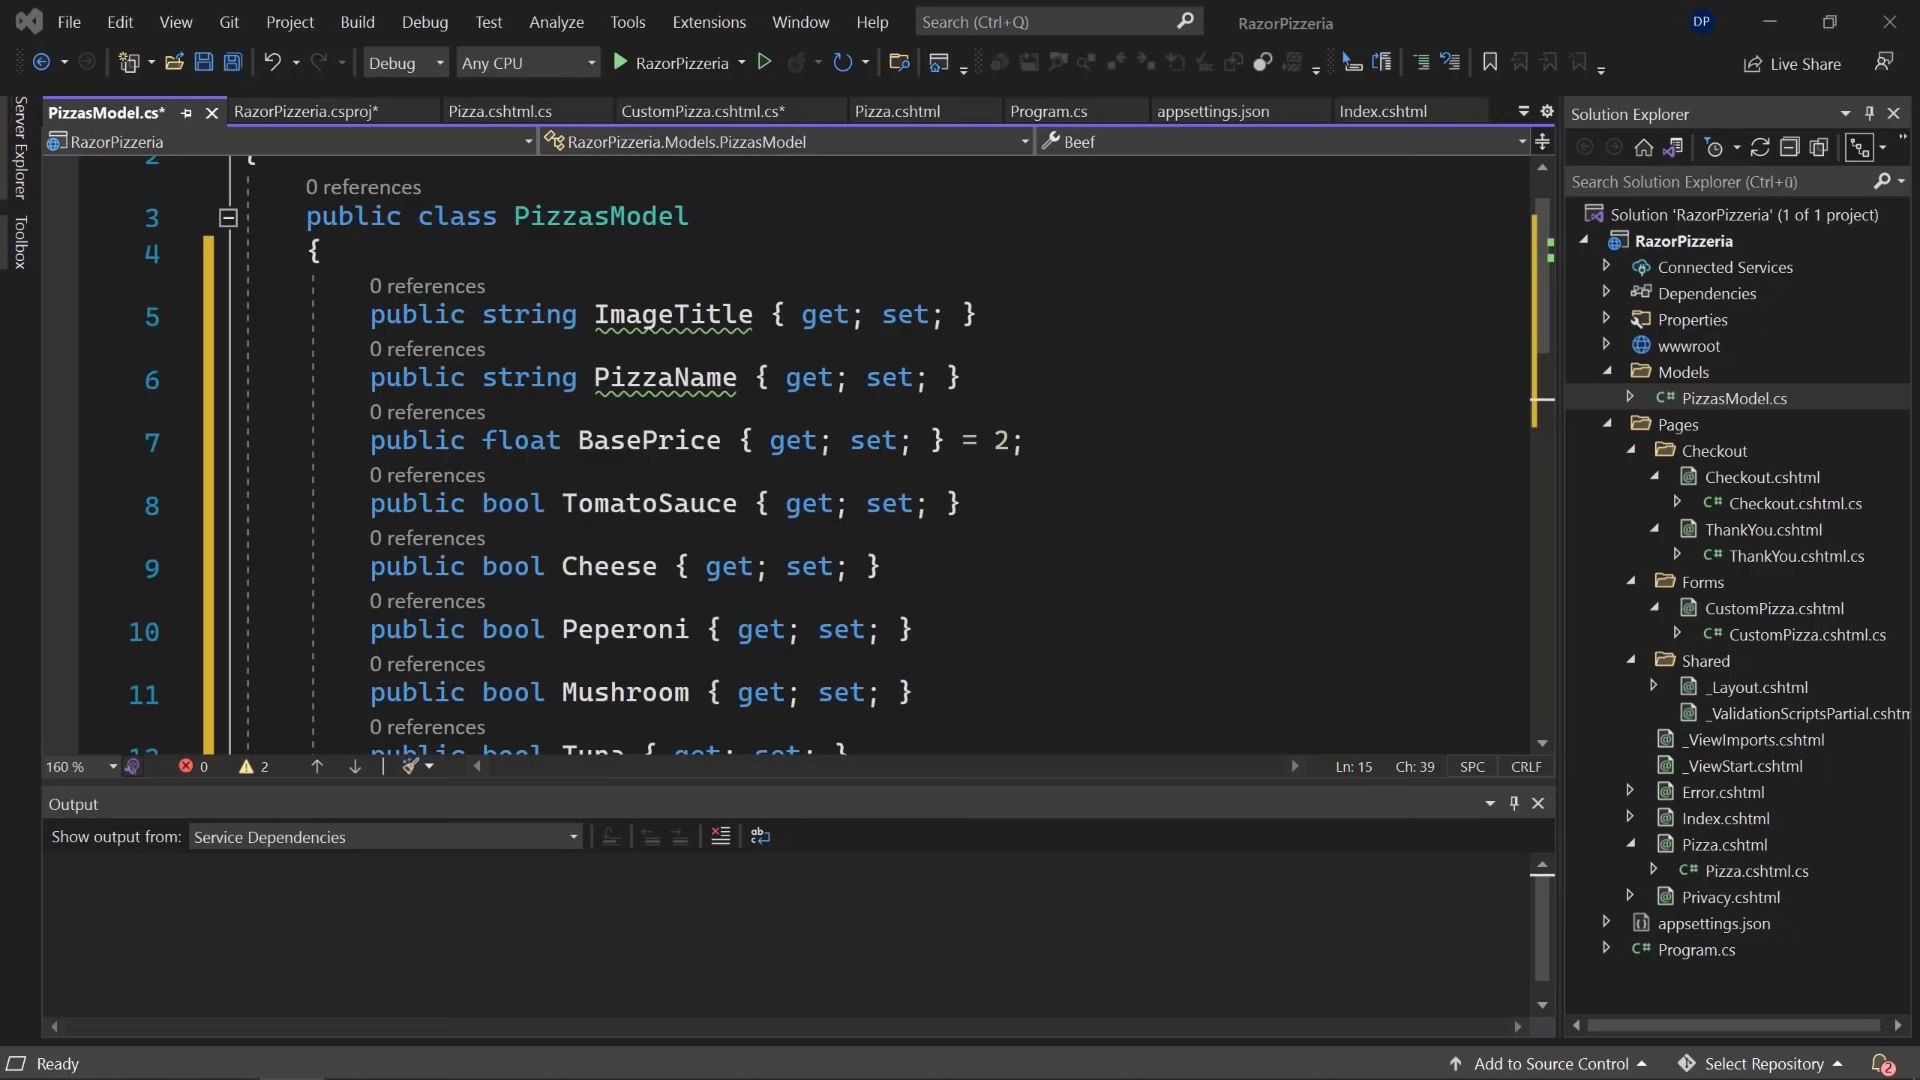 File Edit View Git Project Build Debug Test Analyze Tools Extensions Window Help Search (Ctrl+Q) RazorPizzeria DP
Debug Any CPU RazorPizzeria Live Share
Server Explorer
Toolbox
PizzasModel.cs* RazorPizzeria.csproj* Pizza.cshtml.cs CustomPizza.cshtml.cs* Pizza.cshtml Program.cs appsettings.json Index.cshtml
RazorPizzeria RazorPizzeria.Models.PizzasModel Beef
2 {
0 references
3 public class PizzasModel
4 {
0 references
5 public string ImageTitle { get; set; }
0 references
6 public string PizzaName { get; set; }
0 references
7 public float BasePrice { get; set; } = 2;
0 references
8 public bool TomatoSauce { get; set; }
0 references
9 public bool Cheese { get; set; }
0 references
10 public bool Peperoni { get; set; }
0 references
11 public bool Mushroom { get; set; }
0 references
12 public bool Tuna { get; set; }
160 % 0 2 Ln: 15 Ch: 39 SPC CRLF
Output
Show output from: Service Dependencies
Solution Explorer
Search Solution Explorer (Ctrl+ü)
Solution 'RazorPizzeria' (1 of 1 project)
RazorPizzeria
Connected Services
Dependencies
Properties
wwwroot
Models
C# PizzasModel.cs
Pages
Checkout
Checkout.cshtml
C# Checkout.cshtml.cs
ThankYou.cshtml
C# ThankYou.cshtml.cs
Forms
CustomPizza.cshtml
C# CustomPizza.cshtml.cs
Shared
_Layout.cshtml
_ValidationScriptsPartial.cshtm
_ViewImports.cshtml
_ViewStart.cshtml
Error.cshtml
Index.cshtml
Pizza.cshtml
C# Pizza.cshtml.cs
Privacy.cshtml
appsettings.json
C# Program.cs
Ready Add to Source Control Select Repository 2